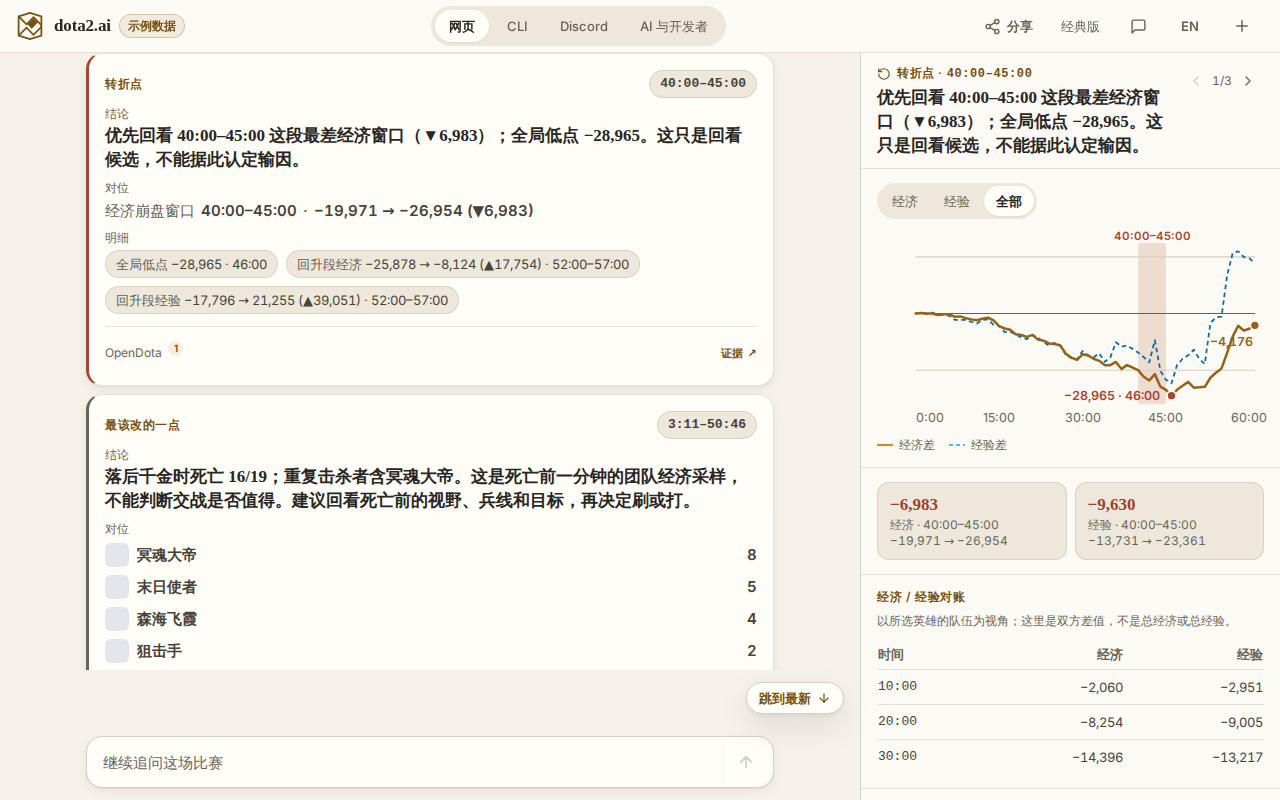 dota2.ai 示例数据
网页 CLI Discord AI 与开发者
分享 经典版 EN
转折点 40:00–45:00
结论
优先回看 40:00–45:00 这段最差经济窗口（▼6,983）；全局低点 −28,965。这只是回看
候选，不能据此认定输因。
对位
经济崩盘窗口 40:00–45:00 · −19,971 → −26,954 (▼6,983)
明细
全局低点 −28,965 · 46:00 回升段经济 −25,878 → −8,124 (▲17,754) · 52:00–57:00
回升段经验 −17,796 → 21,255 (▲39,051) · 52:00–57:00
OpenDota 1 证据 ↗
最该改的一点 3:11–50:46
结论
落后千金时死亡 16/19；重复击杀者含冥魂大帝。这是死亡前一分钟的团队经济采样，
不能判断交战是否值得。建议回看死亡前的视野、兵线和目标，再决定刷或打。
对位
冥魂大帝 8
末日使者 5
森海飞霞 4
狙击手 2
跳到最新 ↓
继续追问这场比赛
转折点 · 40:00–45:00 1/3
优先回看 40:00–45:00 这段最差经济窗
口（▼6,983）；全局低点 −28,965。这
只是回看候选，不能据此认定输因。
经济 经验 全部
40:00–45:00
−4,176
−28,965 · 46:00
0:00 15:00 30:00 45:00 60:00
经济差 经验差
−6,983 −9,630
经济 · 40:00–45:00 经验 · 40:00–45:00
−19,971 → −26,954 −13,731 → −23,361
经济 / 经验对账
以所选英雄的队伍为视角；这里是双方差值，不是总经济或总经验。
时间 经济 经验
10:00 −2,060 −2,951
20:00 −8,254 −9,005
30:00 −14,396 −13,217